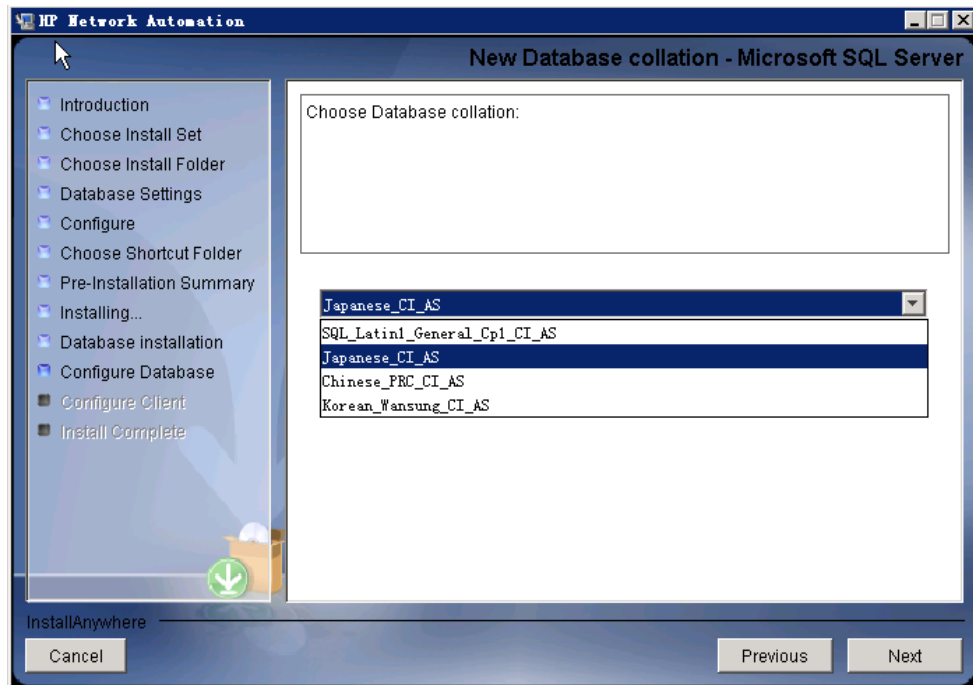 HP Network Automation
New Database collation - Microsoft SQL Server
Introduction
Choose Install Set
Choose Install Folder
Database Settings
Configure
Choose Shortcut Folder
Pre-Installation Summary
Installing...
Database installation
Configure Database
Configure Client
Install Complete
Choose Database collation:
Japanese_CI_AS
SQL_Latin1_General_Cp1_CI_AS
Japanese_CI_AS
Chinese_PRC_CI_AS
Korean_Wansung_CI_AS
InstallAnywhere
Cancel
Previous
Next